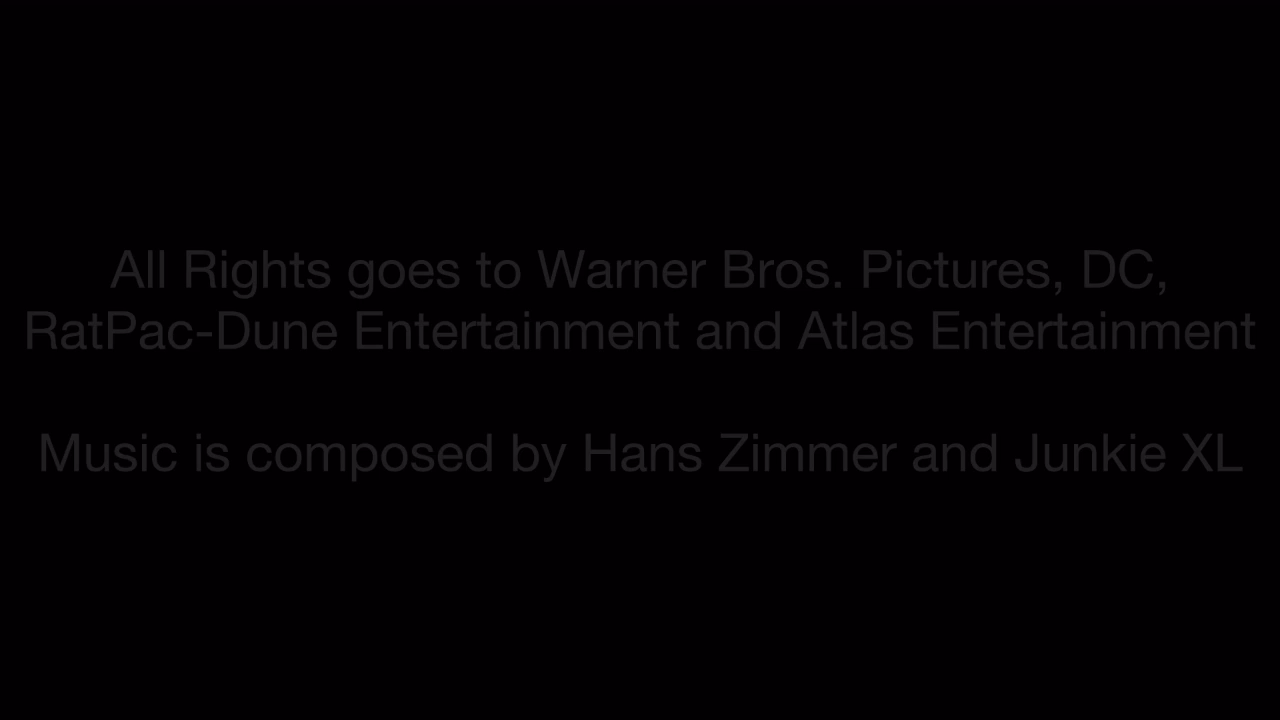 All Rights goes to Warner Bros. Pictures, DC,
RatPac-Dune Entertainment and Atlas Entertainment
Music is composed by Hans Zimmer and Junkie XL